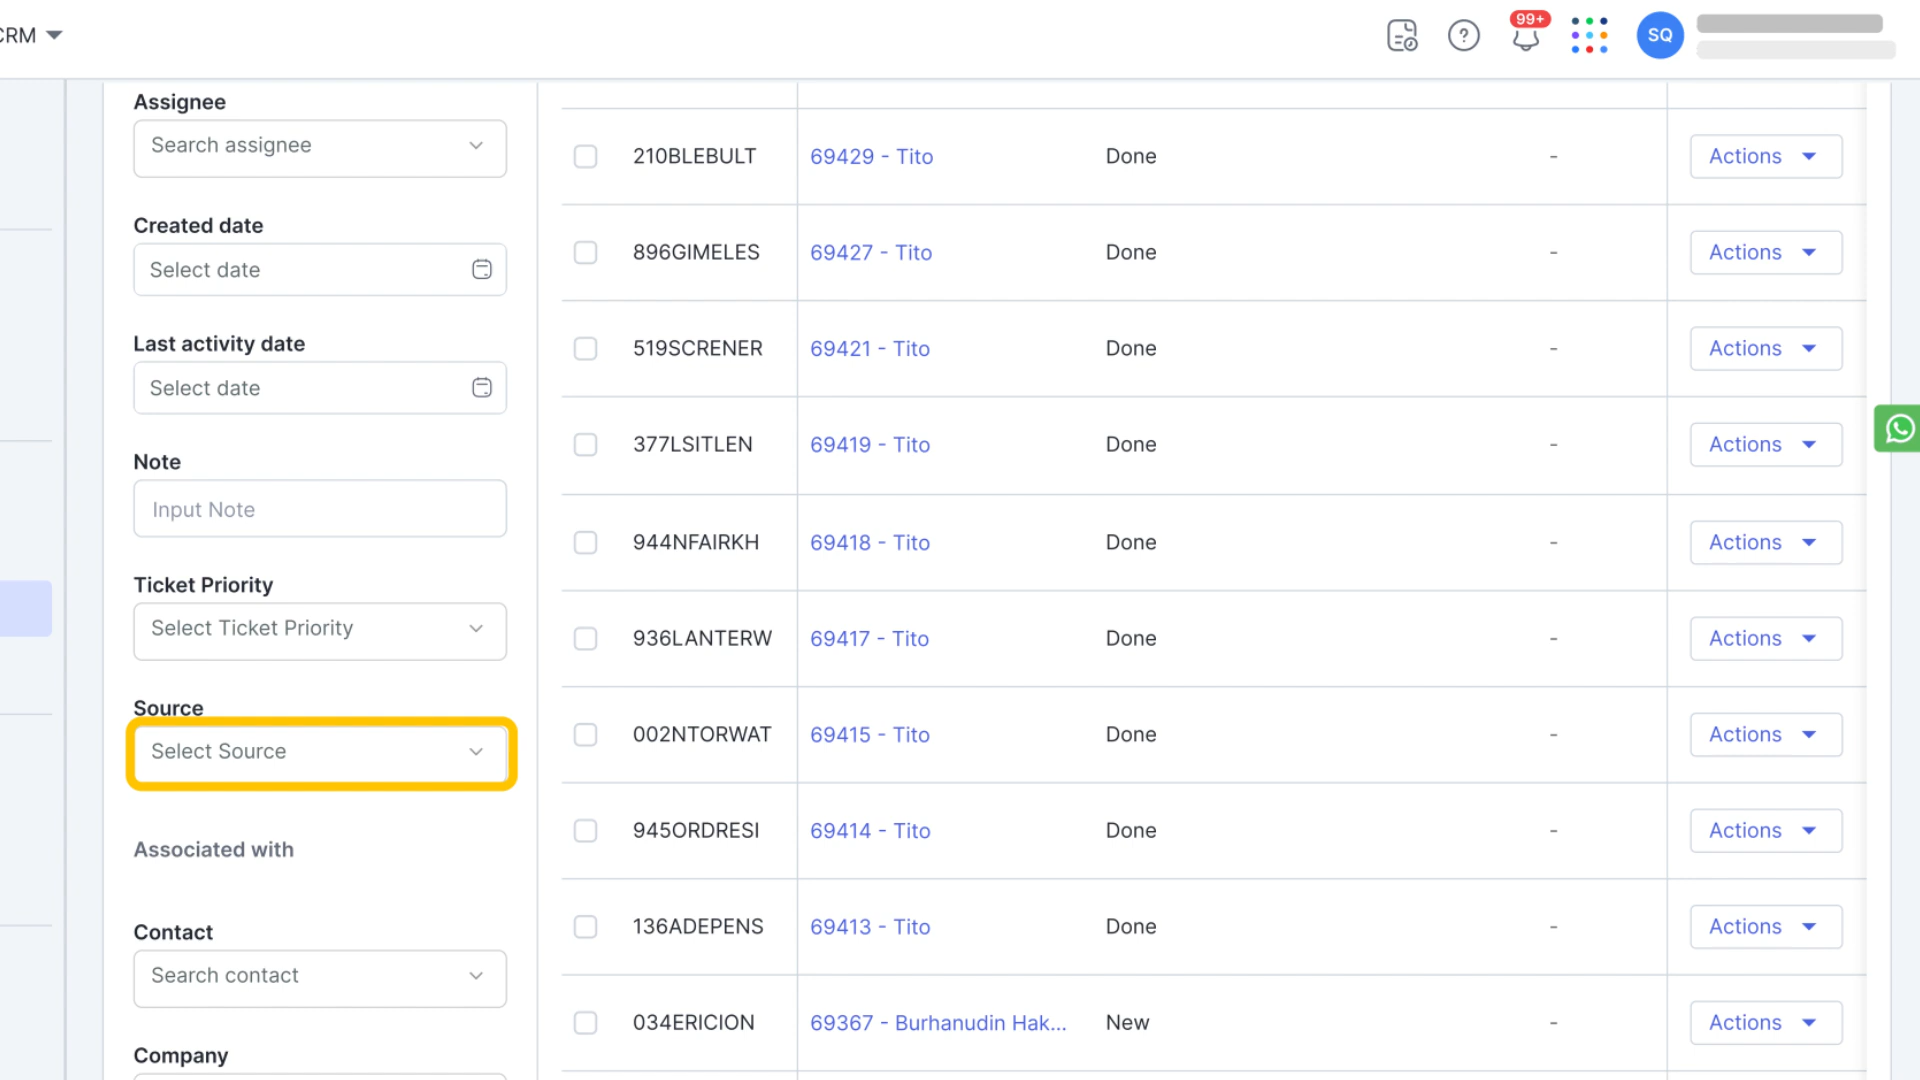 CRM
99+
SQ
Assignee
Search assignee
Created date
Select date
Last activity date
Select date
Note
Input Note
Ticket Priority
Select Ticket Priority
Source
Select Source
Associated with
Contact
Search contact
Company
210BLEBULT 69429 - Tito Done - Actions
896GIMELES 69427 - Tito Done - Actions
519SCRENER 69421 - Tito Done - Actions
377LSITLEN 69419 - Tito Done - Actions
944NFAIRKH 69418 - Tito Done - Actions
936LANTERW 69417 - Tito Done - Actions
002NTORWAT 69415 - Tito Done - Actions
945ORDRESI 69414 - Tito Done - Actions
136ADEPENS 69413 - Tito Done - Actions
034ERICION 69367 - Burhanudin Hak... New - Actions